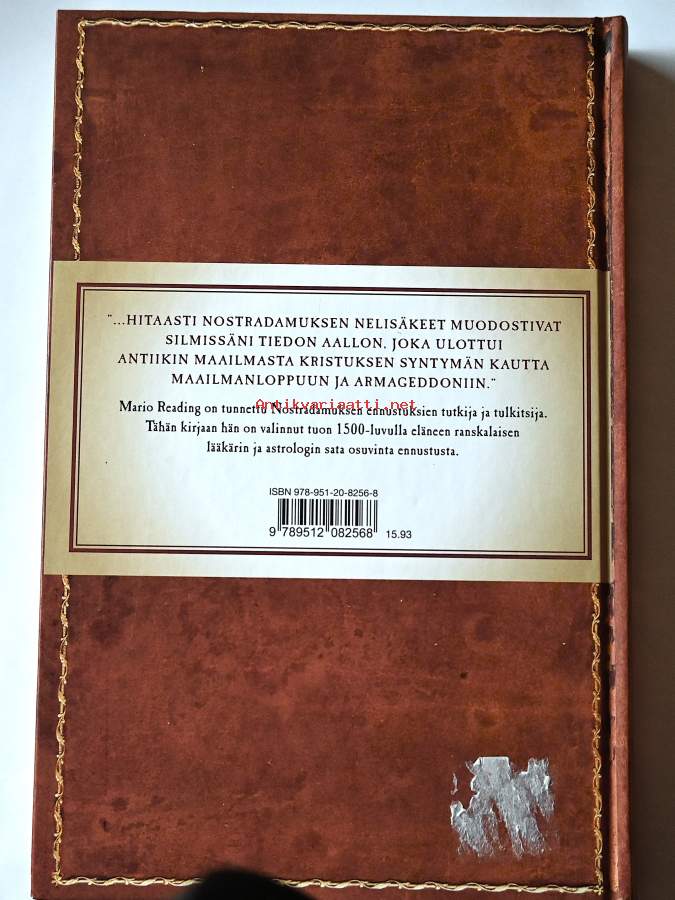 "...HITAASTI NOSTRADAMUKSEN NELISÄKEET MUODOSTIVAT
SILMISSÄNI TIEDON AALLON, JOKA ULOTTUI
ANTIIKIN MAAILMASTA KRISTUKSEN SYNTYMÄN KAUTTA
MAAILMANLOPPUUN JA ARMAGEDDONIIN."
Antikvariaatti.net
Mario Reading on tunnettu Nostradamuksen ennustuksien tutkija ja tulkitsija.
Tähän kirjaan hän on valinnut tuon 1500-luvulla eläneen ranskalaisen
lääkärin ja astrologin sata osuvinta ennustusta.
ISBN 978-951-20-8256-8
9 789512 082568 15.93